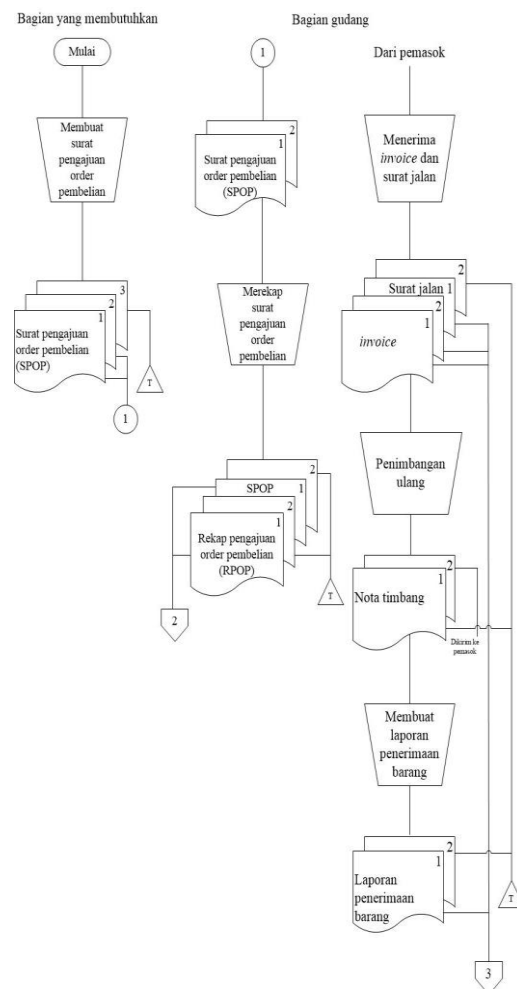 Bagian yang membutuhkan
Mulai
Membuat
surat
pengajuan
order
pembelian
3
2
1
Surat pengajuan
order pembelian
(SPOP)
T
1
Bagian gudang
1
2
1
Surat pengajuan
order pembelian
(SPOP)
Merekap
surat
pengajuan
order
pembelian
2
SPOP 1
2
1
Rekap pengajuan
order pembelian
(RPOP)
T
2
Dari pemasok
Menerima
invoice dan
surat jalan
2
Surat jalan 1
2
1
invoice
Penimbangan
ulang
2
1
Nota timbang
Dikirim ke
pemasok
Membuat
laporan
penerimaan
barang
2
1
Laporan
penerimaan
barang
T
3